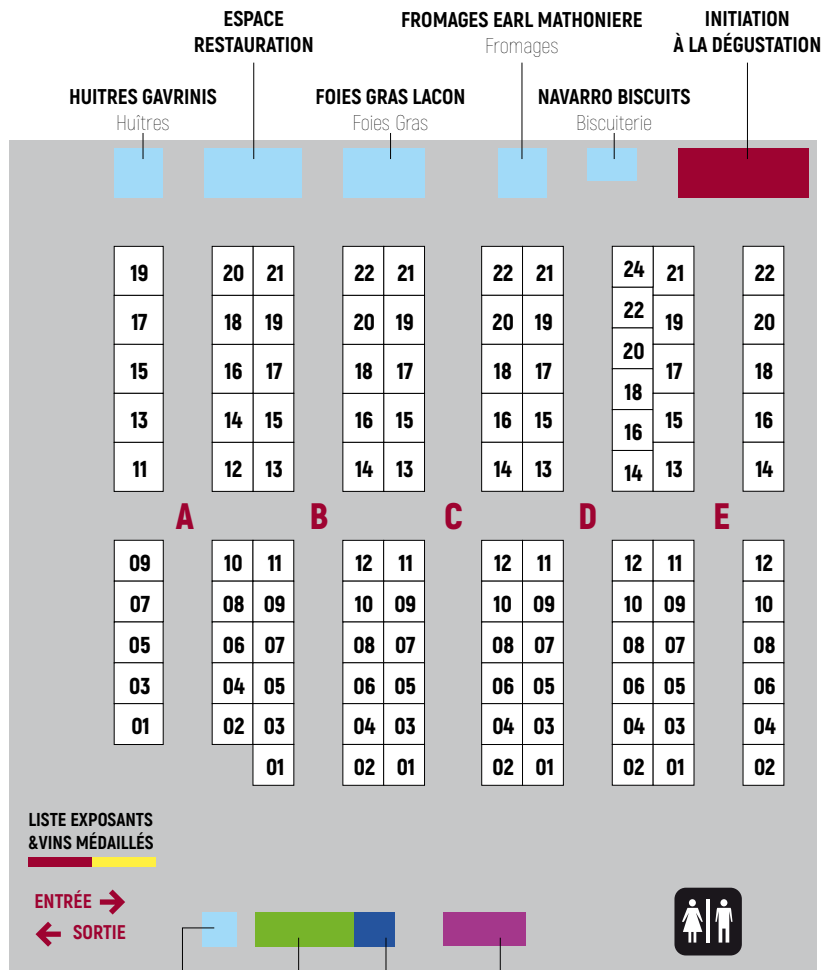 ESPACE
RESTAURATION
FROMAGES EARL MATHONIERE
Fromages
INITIATION
À LA DÉGUSTATION
HUITRES GAVRINIS
Huîtres
FOIES GRAS LACON
Foies Gras
NAVARRO BISCUITS
Biscuiterie
19 20 21 22 21 22 21 24 21 22
17 18 19 20 19 20 19 22 19 20
15 16 17 18 17 18 17 20 17 18
13 14 15 16 15 16 15 18 15 16
11 12 13 14 13 14 13 16 13 14
14
A B C D E
09 10 11 12 11 12 11 12 11 12
07 08 09 10 09 10 09 10 09 10
05 06 07 08 07 08 07 08 07 08
03 04 05 06 05 06 05 06 05 06
01 02 03 04 03 04 03 04 03 04
01 02 01 02 01 02 01 02
LISTE EXPOSANTS
&VINS MÉDAILLÉS
ENTRÉE
SORTIE